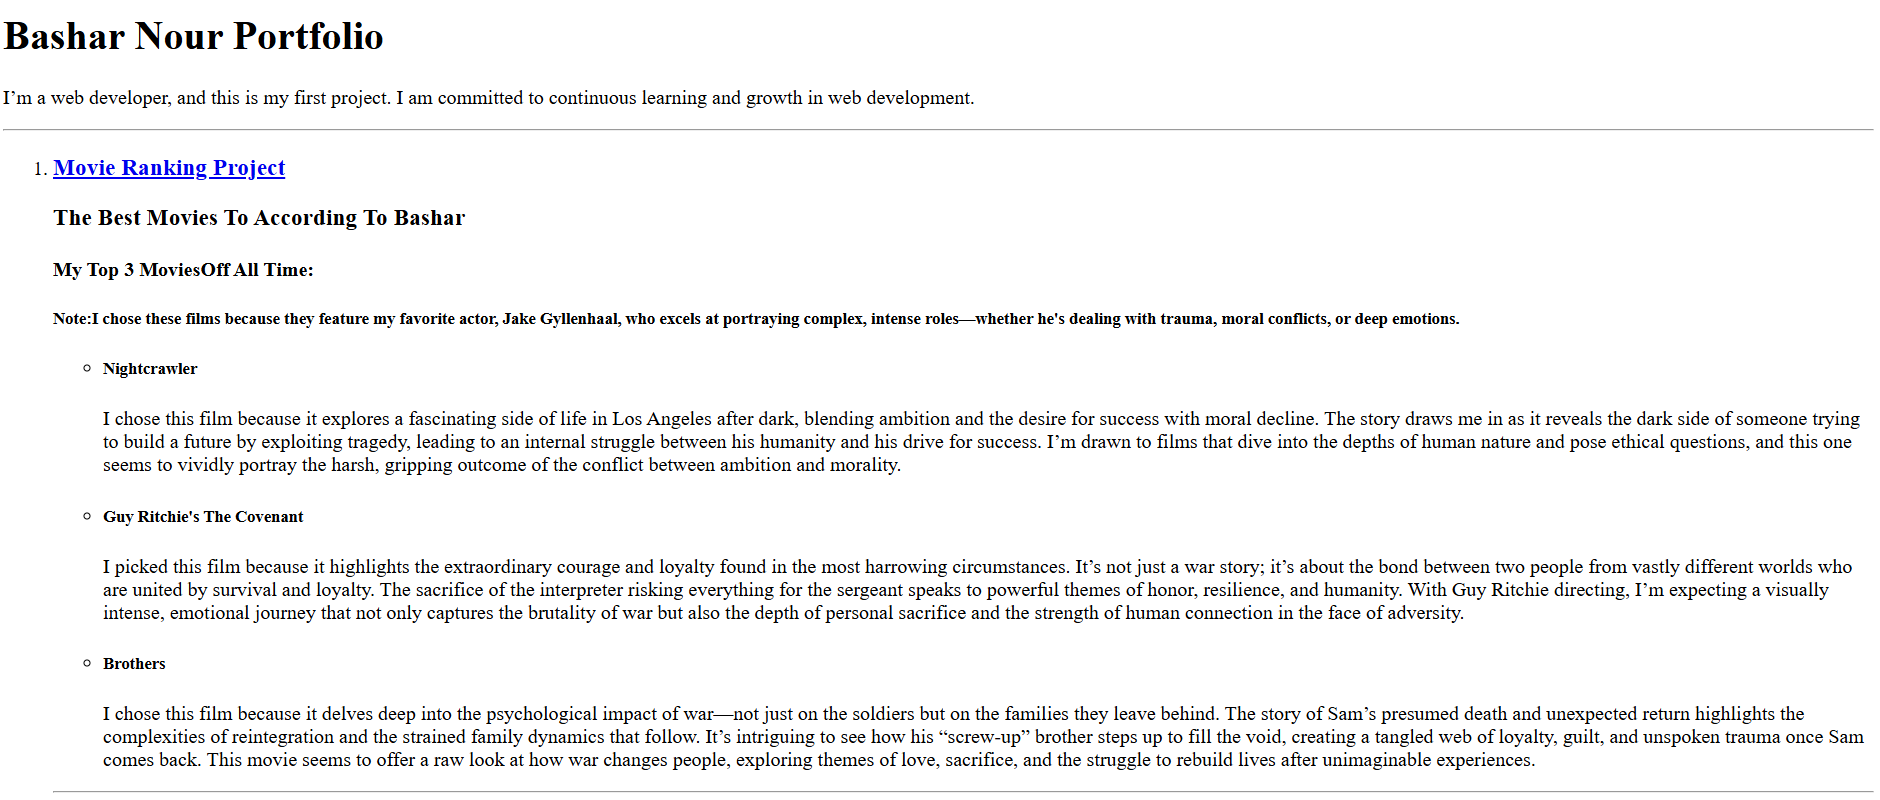 Bashar Nour Portfolio
I’m a web developer, and this is my first project. I am committed to continuous learning and growth in web development.
1. Movie Ranking Project
The Best Movies To According To Bashar
My Top 3 MoviesOff All Time:
Note:I chose these films because they feature my favorite actor, Jake Gyllenhaal, who excels at portraying complex, intense roles—whether he's dealing with trauma, moral conflicts, or deep emotions.
Nightcrawler
I chose this film because it explores a fascinating side of life in Los Angeles after dark, blending ambition and the desire for success with moral decline. The story draws me in as it reveals the dark side of someone trying
to build a future by exploiting tragedy, leading to an internal struggle between his humanity and his drive for success. I’m drawn to films that dive into the depths of human nature and pose ethical questions, and this one
seems to vividly portray the harsh, gripping outcome of the conflict between ambition and morality.
Guy Ritchie's The Covenant
I picked this film because it highlights the extraordinary courage and loyalty found in the most harrowing circumstances. It’s not just a war story; it’s about the bond between two people from vastly different worlds who
are united by survival and loyalty. The sacrifice of the interpreter risking everything for the sergeant speaks to powerful themes of honor, resilience, and humanity. With Guy Ritchie directing, I’m expecting a visually
intense, emotional journey that not only captures the brutality of war but also the depth of personal sacrifice and the strength of human connection in the face of adversity.
Brothers
I chose this film because it delves deep into the psychological impact of war—not just on the soldiers but on the families they leave behind. The story of Sam’s presumed death and unexpected return highlights the
complexities of reintegration and the strained family dynamics that follow. It’s intriguing to see how his “screw-up” brother steps up to fill the void, creating a tangled web of loyalty, guilt, and unspoken trauma once Sam
comes back. This movie seems to offer a raw look at how war changes people, exploring themes of love, sacrifice, and the struggle to rebuild lives after unimaginable experiences.